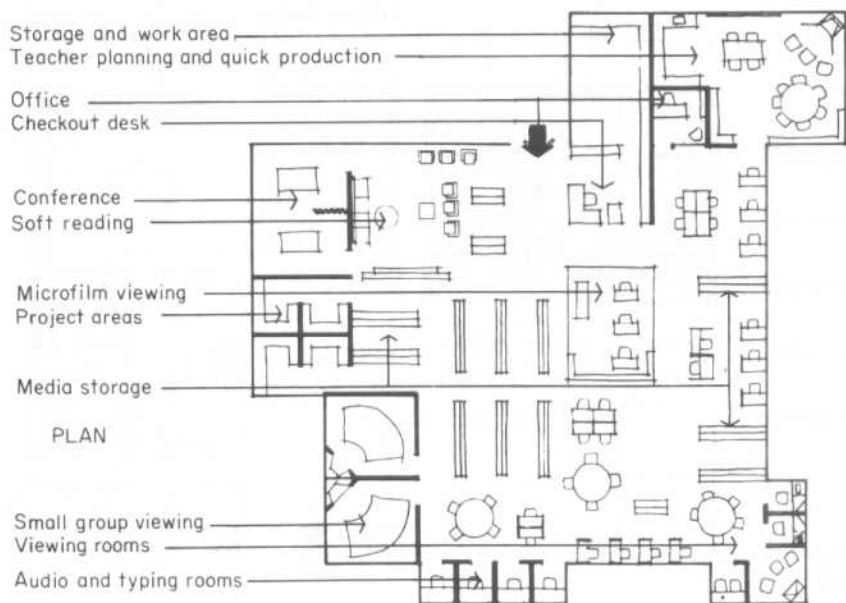 Storage and work area
Teacher planning and quick production
Office
Checkout desk
Conference
Soft reading
Microfilm viewing
Project areas
Media storage
PLAN
Small group viewing
Viewing rooms
Audio and typing rooms